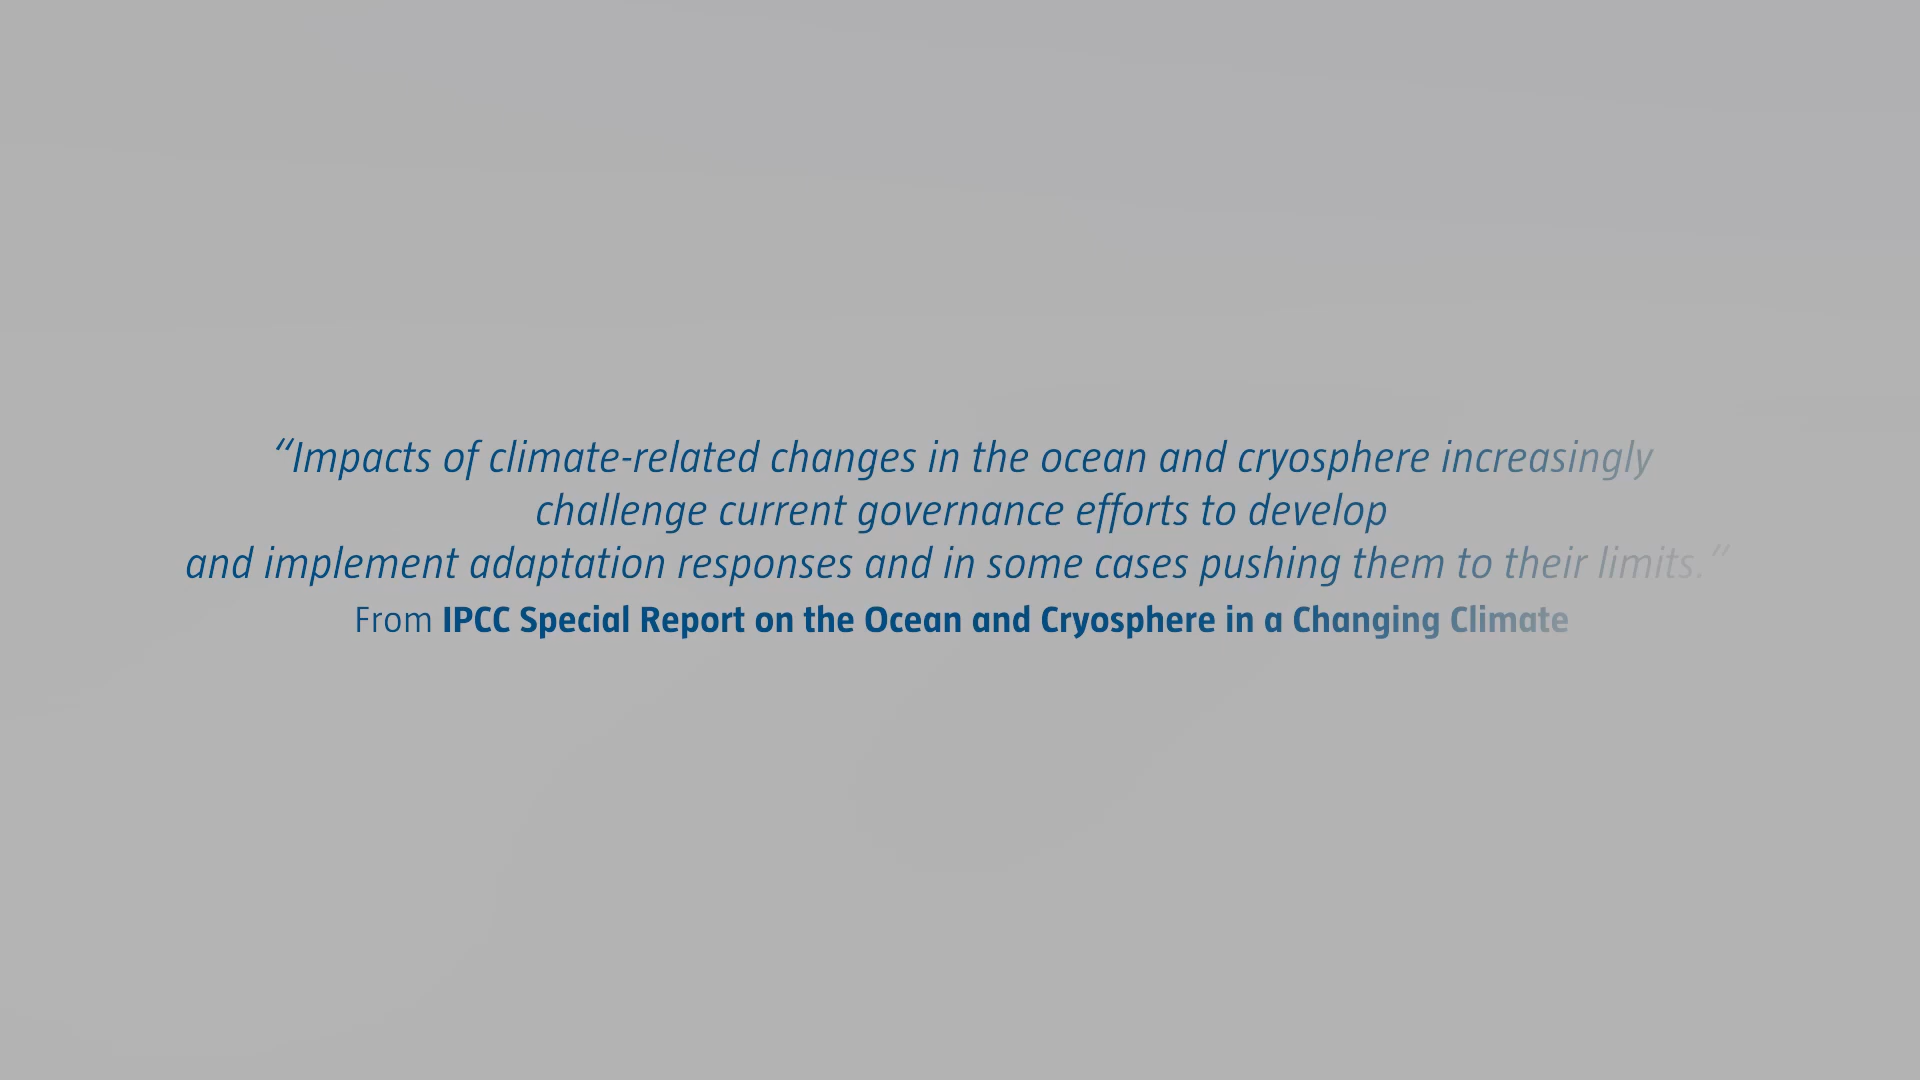 “Impacts of climate-related changes in the ocean and cryosphere increasingly
challenge current governance efforts to develop
and implement adaptation responses and in some cases pushing them to their limits.”
From IPCC Special Report on the Ocean and Cryosphere in a Changing Climate